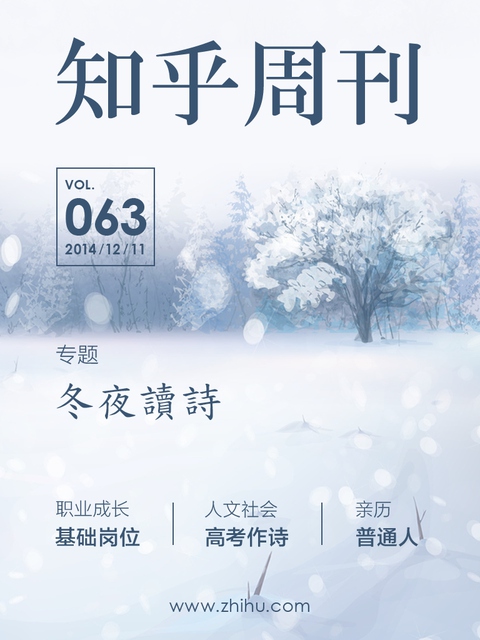 知乎周刊
VOL.
063
2014/12/11
专题
冬夜讀詩
职业成长
基础岗位
人文社会
高考作诗
亲历
普通人
www.zhihu.com